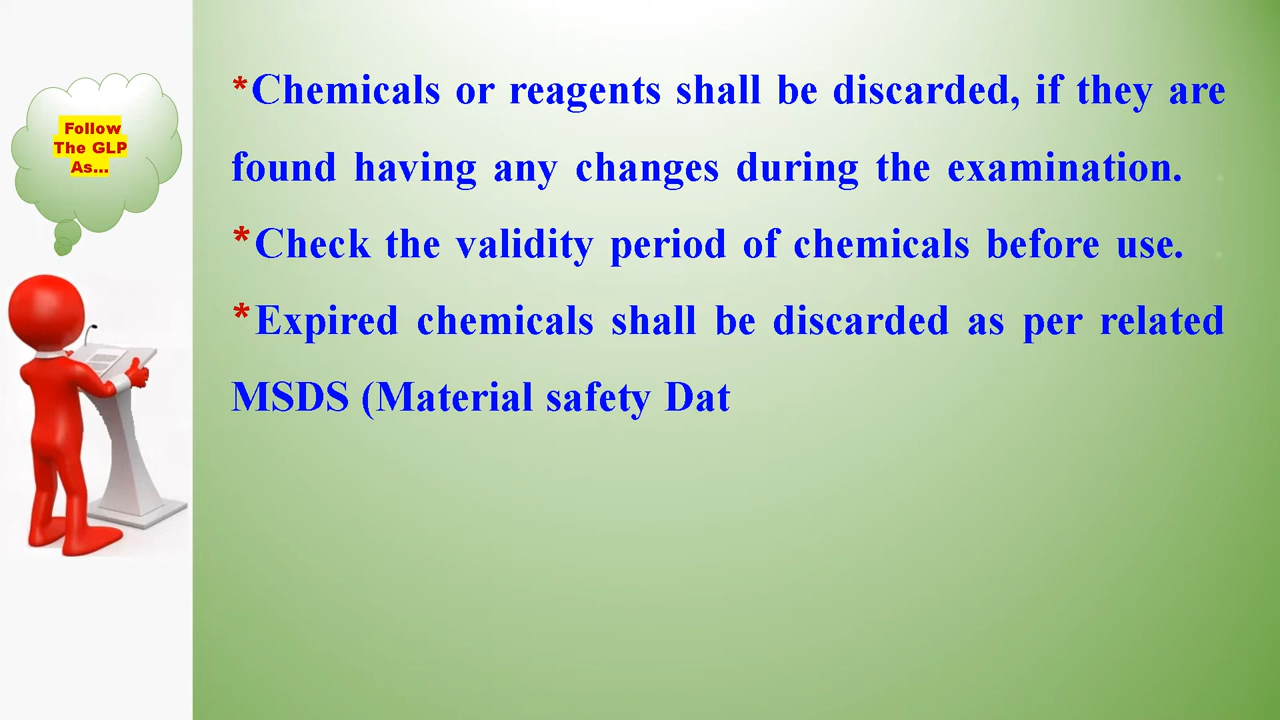 Follow
The GLP
As...
*Chemicals or reagents shall be discarded, if they are
found having any changes during the examination.
*Check the validity period of chemicals before use.
*Expired chemicals shall be discarded as per related
MSDS (Material safety Dat